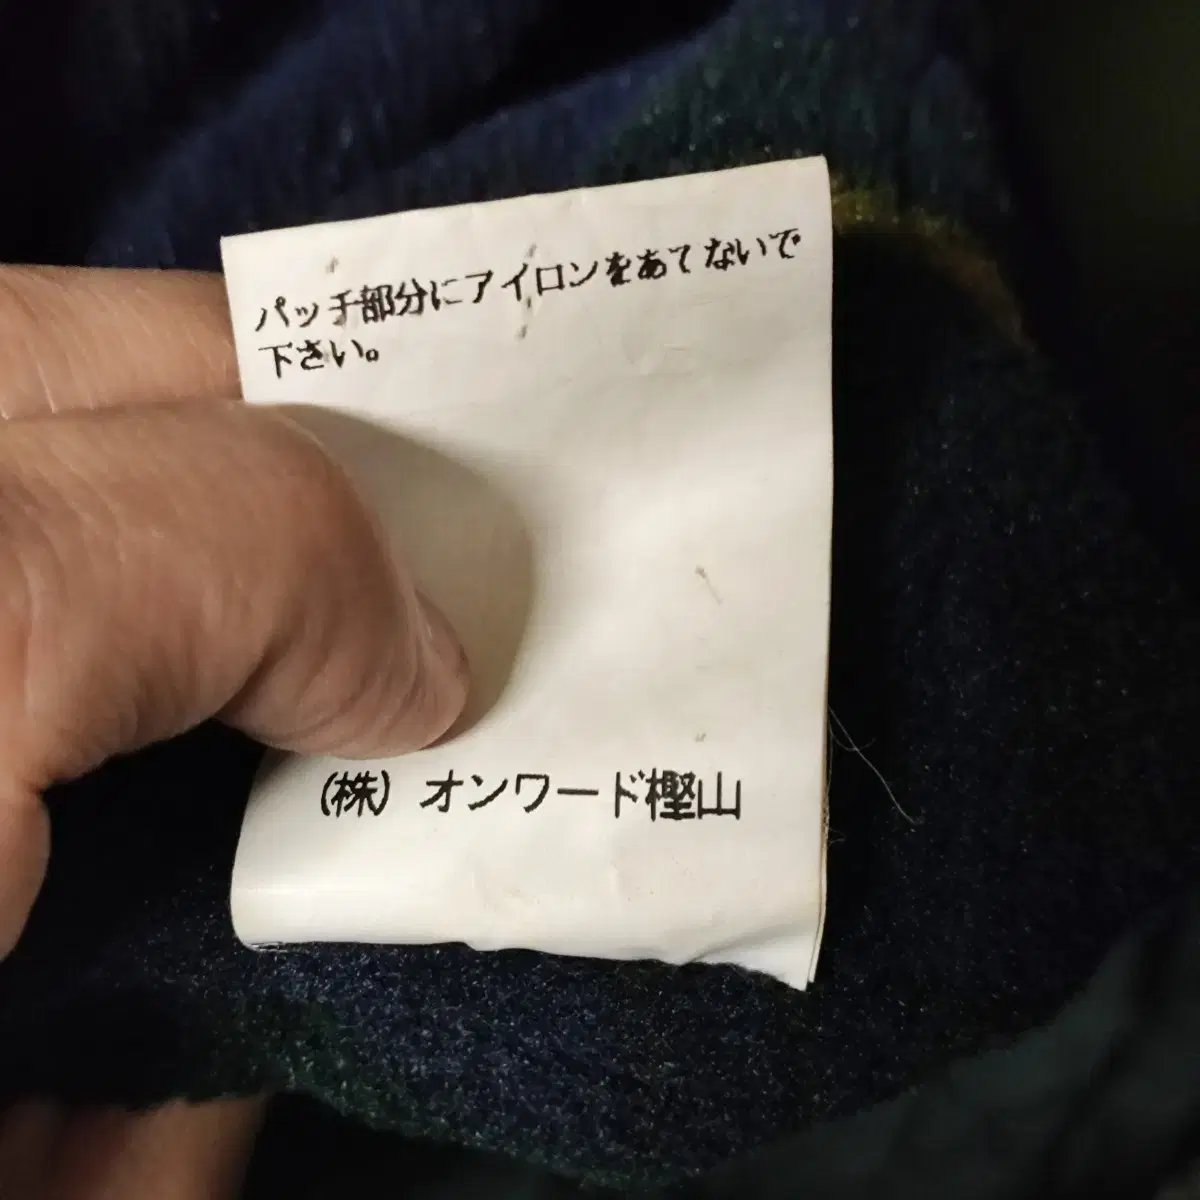 パッチ部分にアイロンをあてないで
下さい。
(株) オンワード樫山